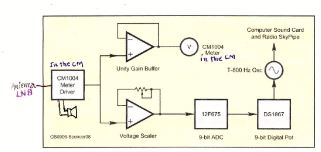 Computer Sound Card
and Radio SkyPipe
In the CM
CM1004
Meter
Driver
Antenna
LNB
Unity Gain Buffer
V
CM1004
Meter
in the CM
T-800 Hz Osc
Voltage Scaler
12F675
9-bit ADC
DS1867
9-bit Digital Pot